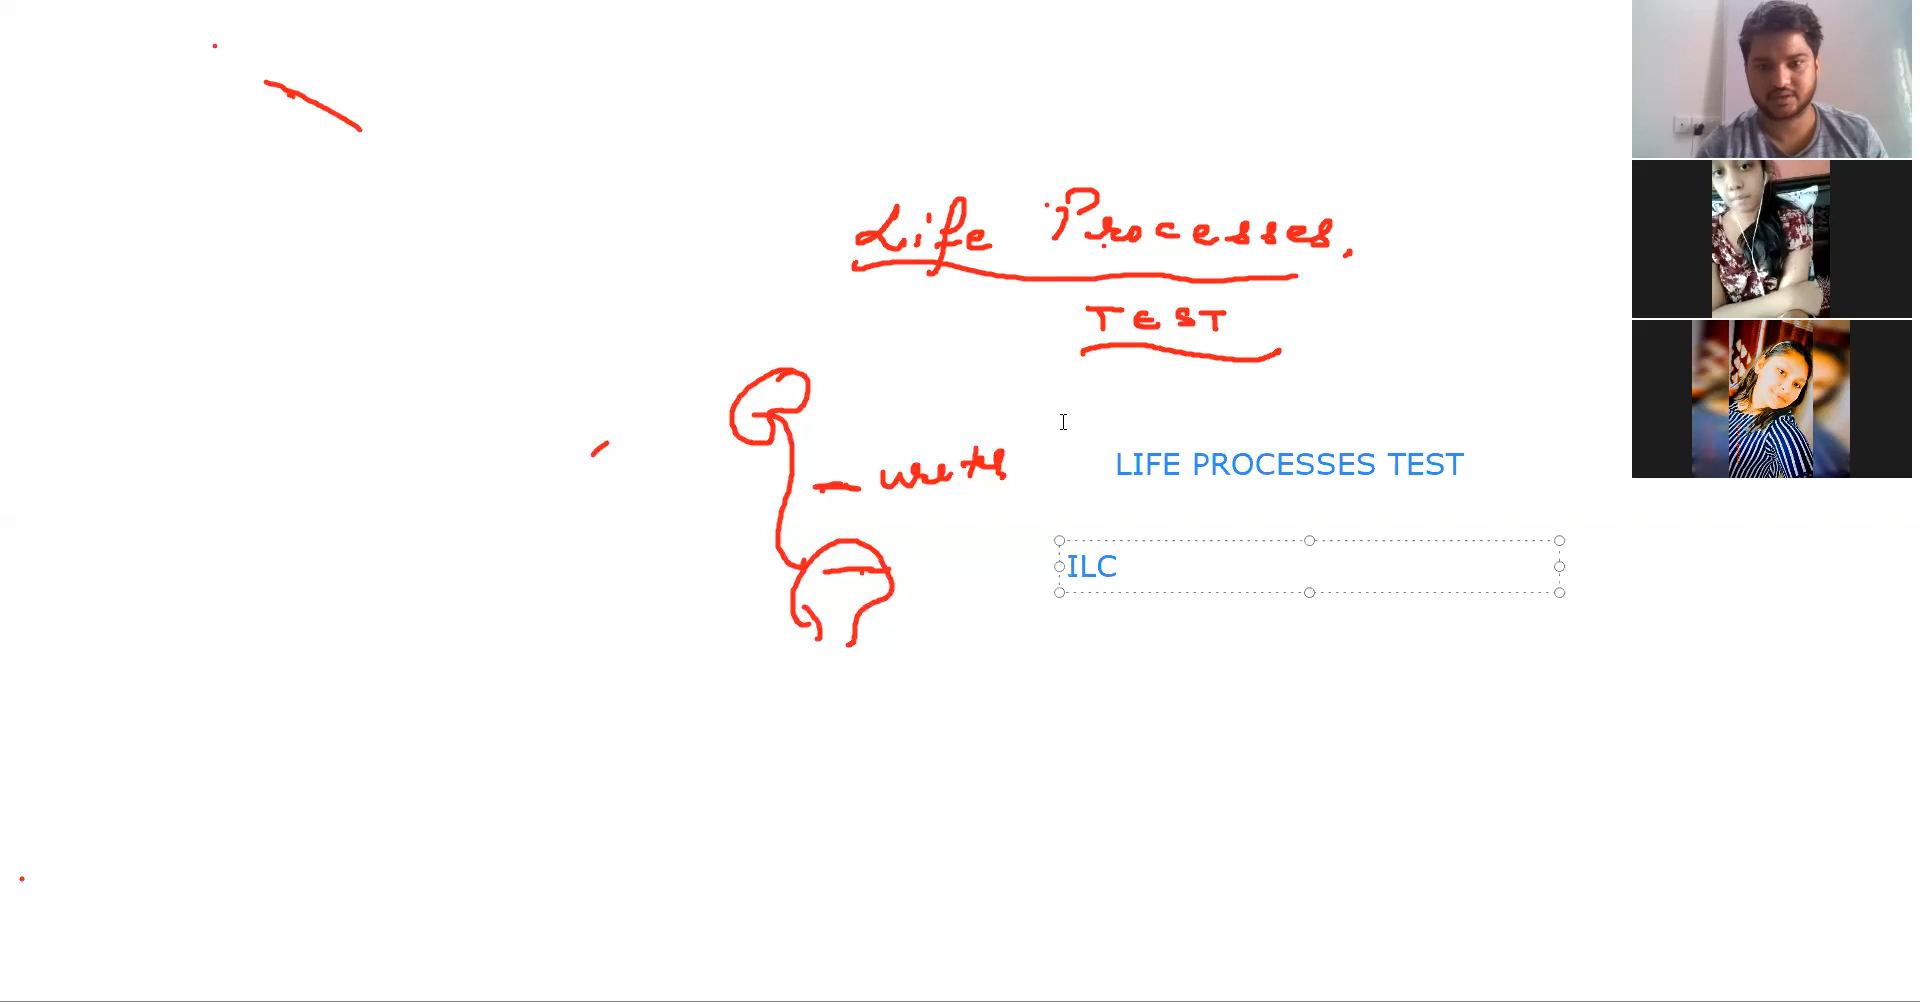 Life Processes.
TEST
LIFE PROCESSES TEST
ILC